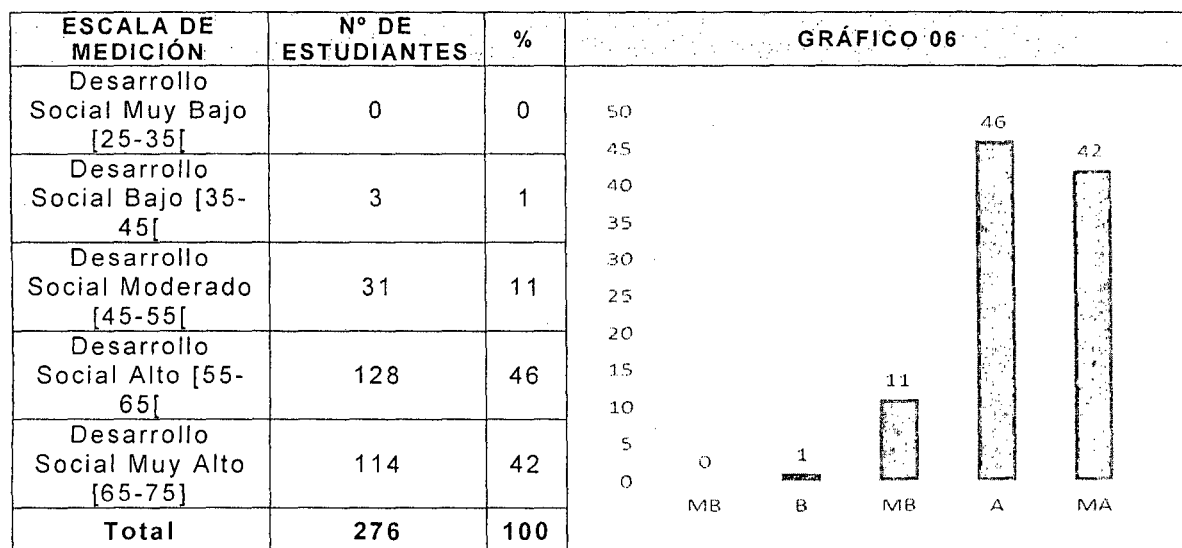 ESCALA DE
MEDICIÓN
Nº DE
ESTUDIANTES
%
GRÁFICO 06
Desarrollo
Social Muy Bajo
[25-35[
0
0
Desarrollo
Social Bajo [35-
45[
3
1
Desarrollo
Social Moderado
[45-55[
31
11
Desarrollo
Social Alto [55-
65[
128
46
Desarrollo
Social Muy Alto
[65-75]
114
42
Total
276
100
50
45
40
35
30
25
20
15
10
5
0
0
1
11
46
42
MB
B
MB
A
MA